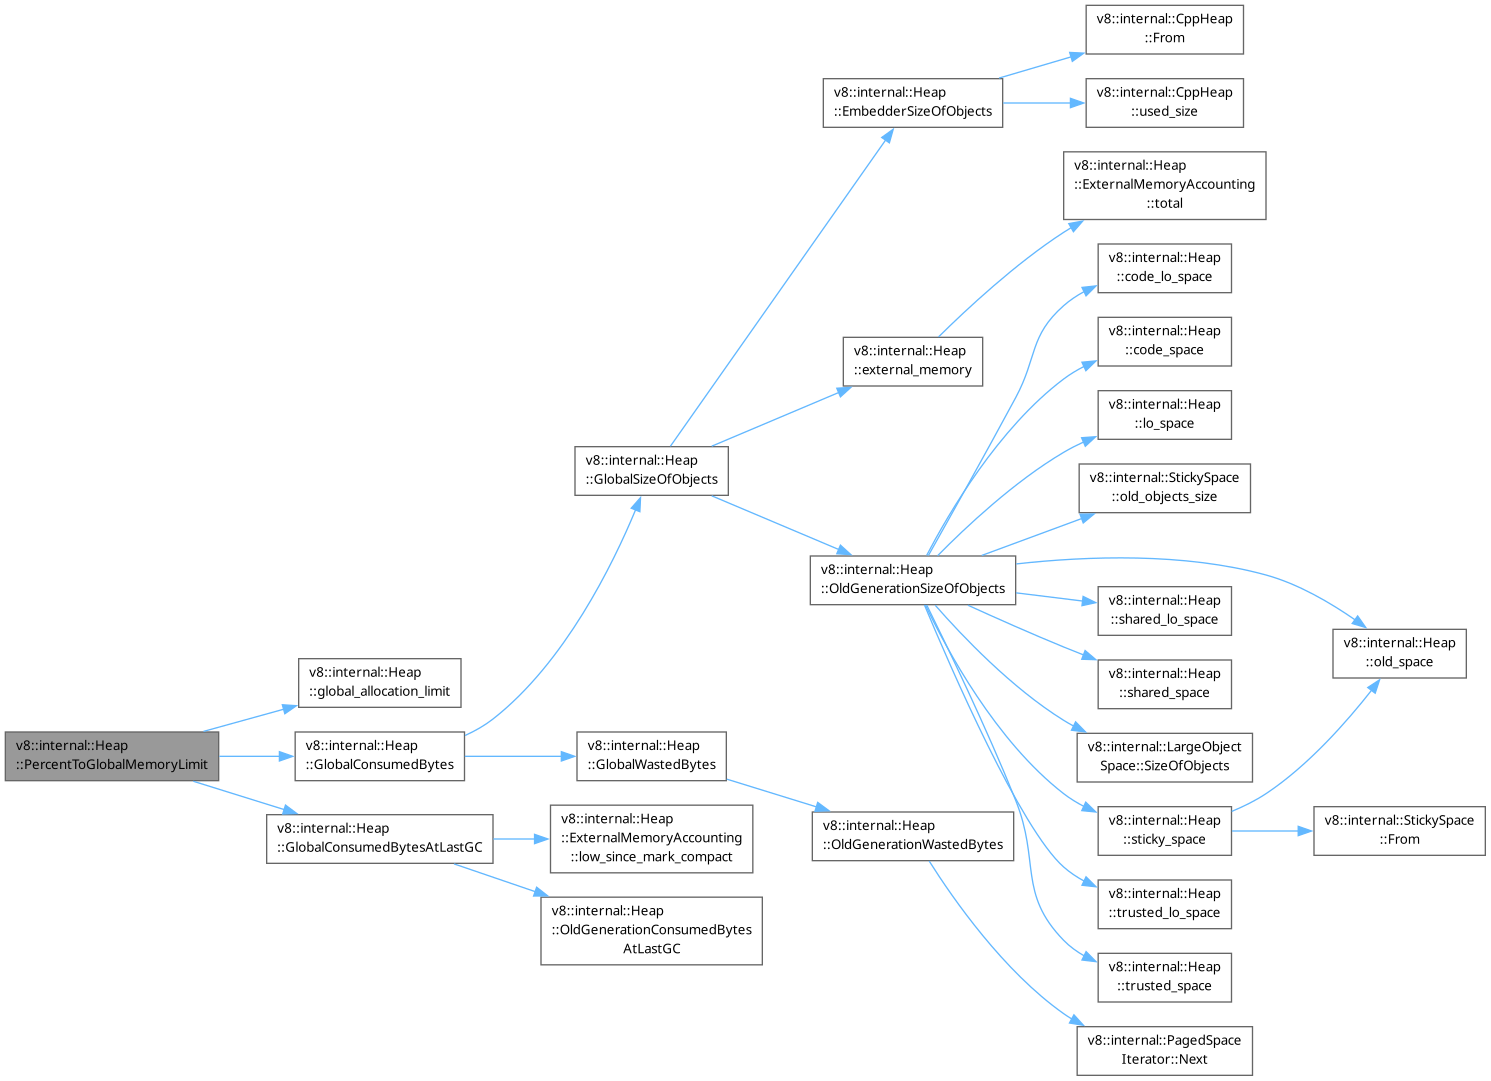 v8::internal::CppHeap
::From
v8::internal::Heap
::EmbedderSizeOfObjects
v8::internal::CppHeap
::used_size
v8::internal::Heap
::ExternalMemoryAccounting
::total
v8::internal::Heap
::code_lo_space
v8::internal::Heap
::code_space
v8::internal::Heap
::external_memory
v8::internal::Heap
::lo_space
v8::internal::Heap
::GlobalSizeOfObjects
v8::internal::StickySpace
::old_objects_size
v8::internal::Heap
::OldGenerationSizeOfObjects
v8::internal::Heap
::shared_lo_space
v8::internal::Heap
::old_space
v8::internal::Heap
::global_allocation_limit
v8::internal::Heap
::shared_space
v8::internal::Heap
::PercentToGlobalMemoryLimit
v8::internal::Heap
::GlobalConsumedBytes
v8::internal::Heap
::GlobalWastedBytes
v8::internal::LargeObject
Space::SizeOfObjects
v8::internal::Heap
::GlobalConsumedBytesAtLastGC
v8::internal::Heap
::ExternalMemoryAccounting
::low_since_mark_compact
v8::internal::Heap
::OldGenerationWastedBytes
v8::internal::Heap
::sticky_space
v8::internal::StickySpace
::From
v8::internal::Heap
::trusted_lo_space
v8::internal::Heap
::OldGenerationConsumedBytes
AtLastGC
v8::internal::Heap
::trusted_space
v8::internal::PagedSpace
Iterator::Next